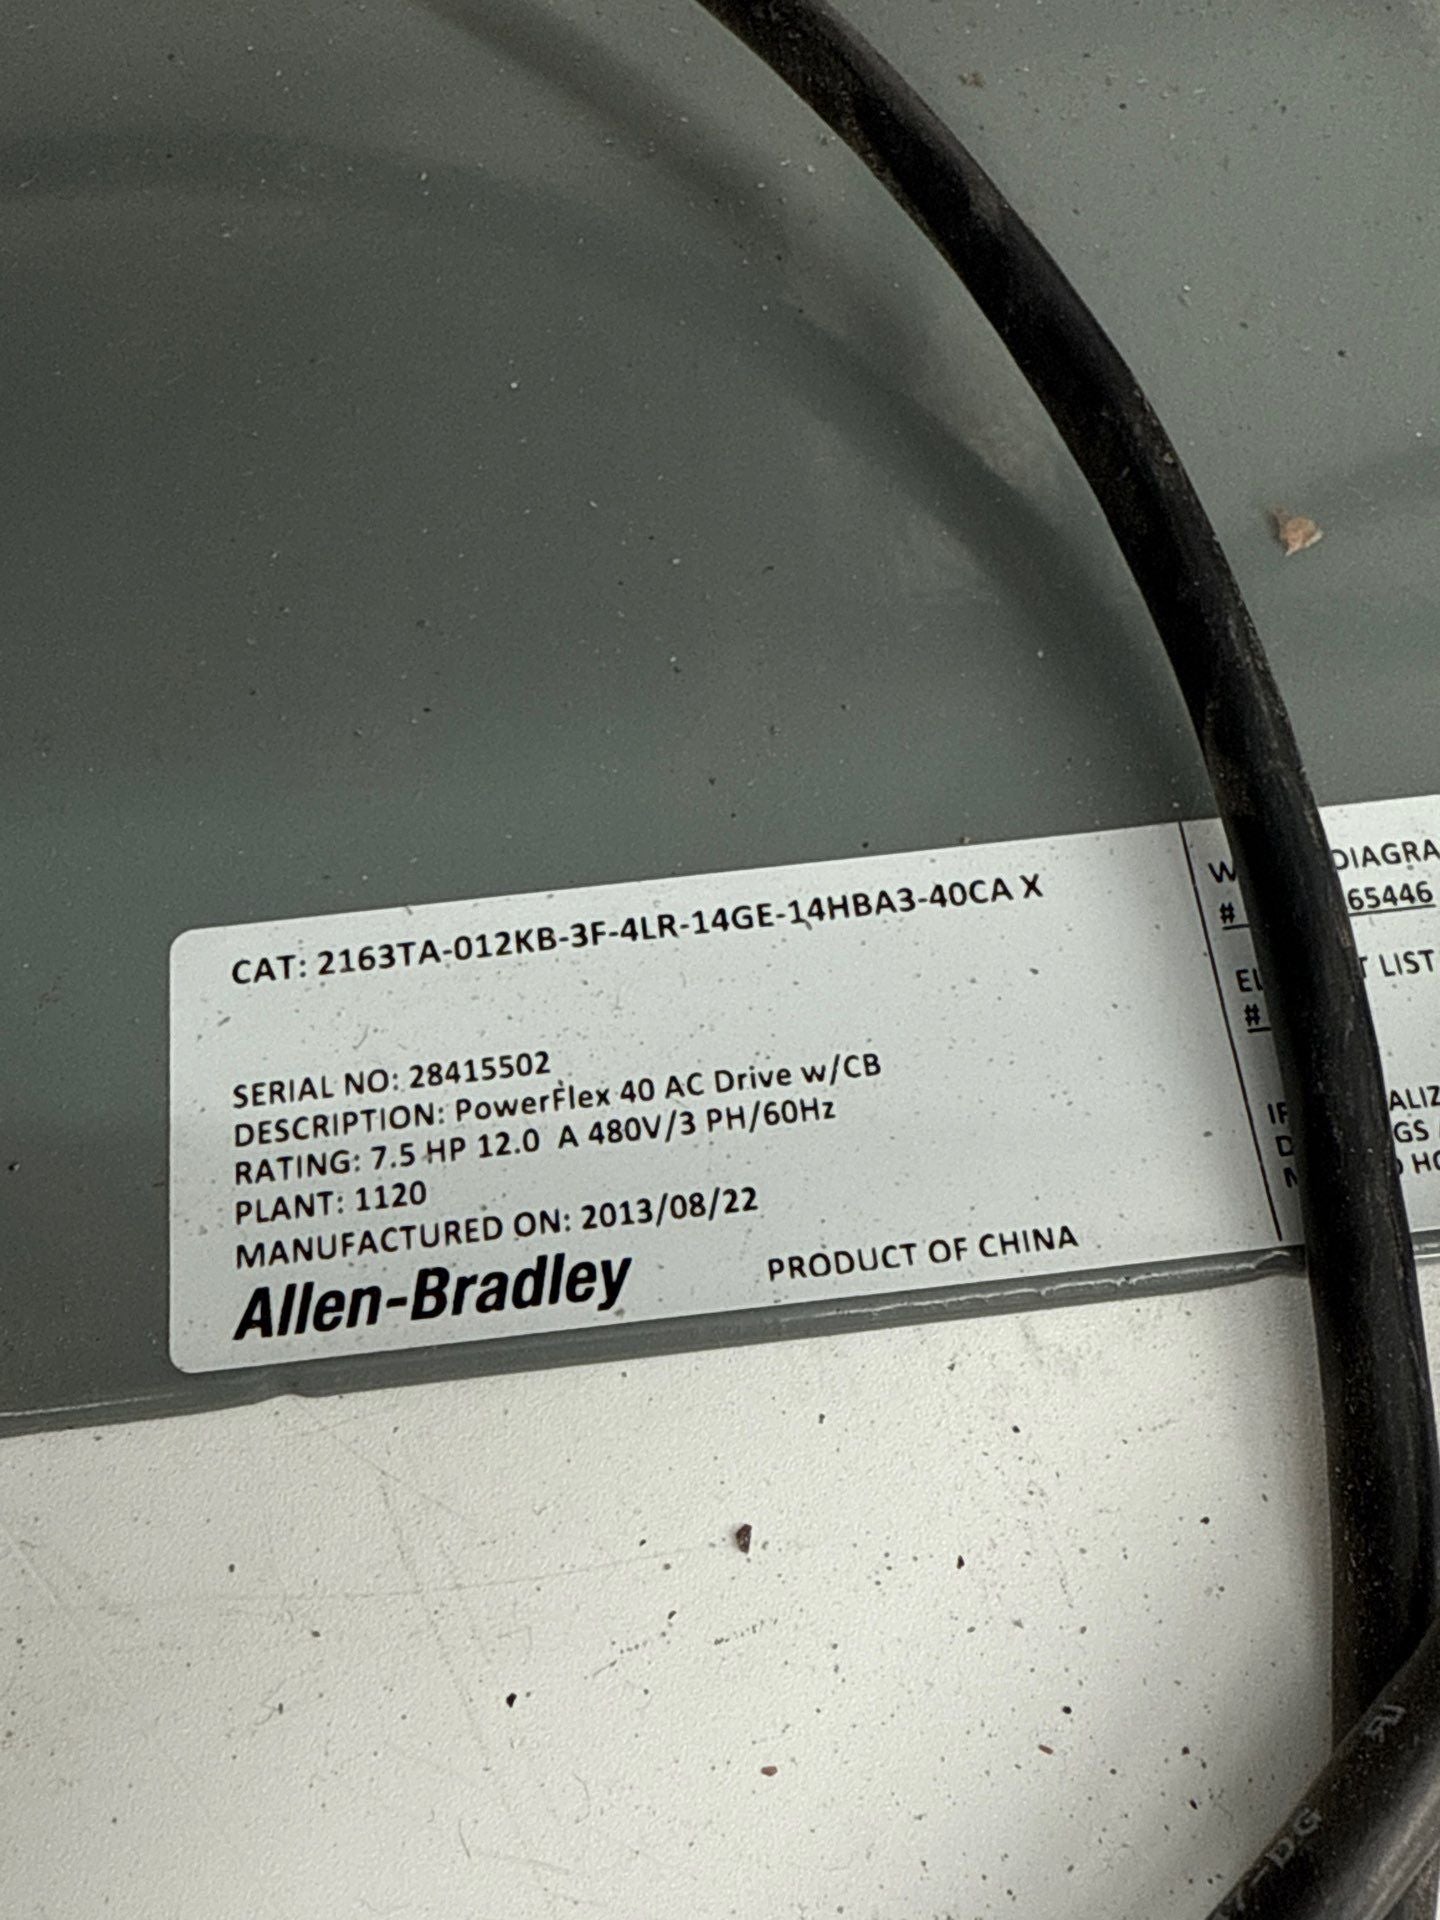 CAT: 2163TA-012KB-3F-4LR-14GE-14HBA3-40CA X
SERIAL NO: 28415502
DESCRIPTION: PowerFlex 40 AC Drive w/CB
RATING: 7.5 HP 12.0 A 480V/3 PH/60Hz
PLANT: 1120
MANUFACTURED ON: 2013/08/22
Allen-Bradley
PRODUCT OF CHINA
DIAGRA
# 65446
LIST
#